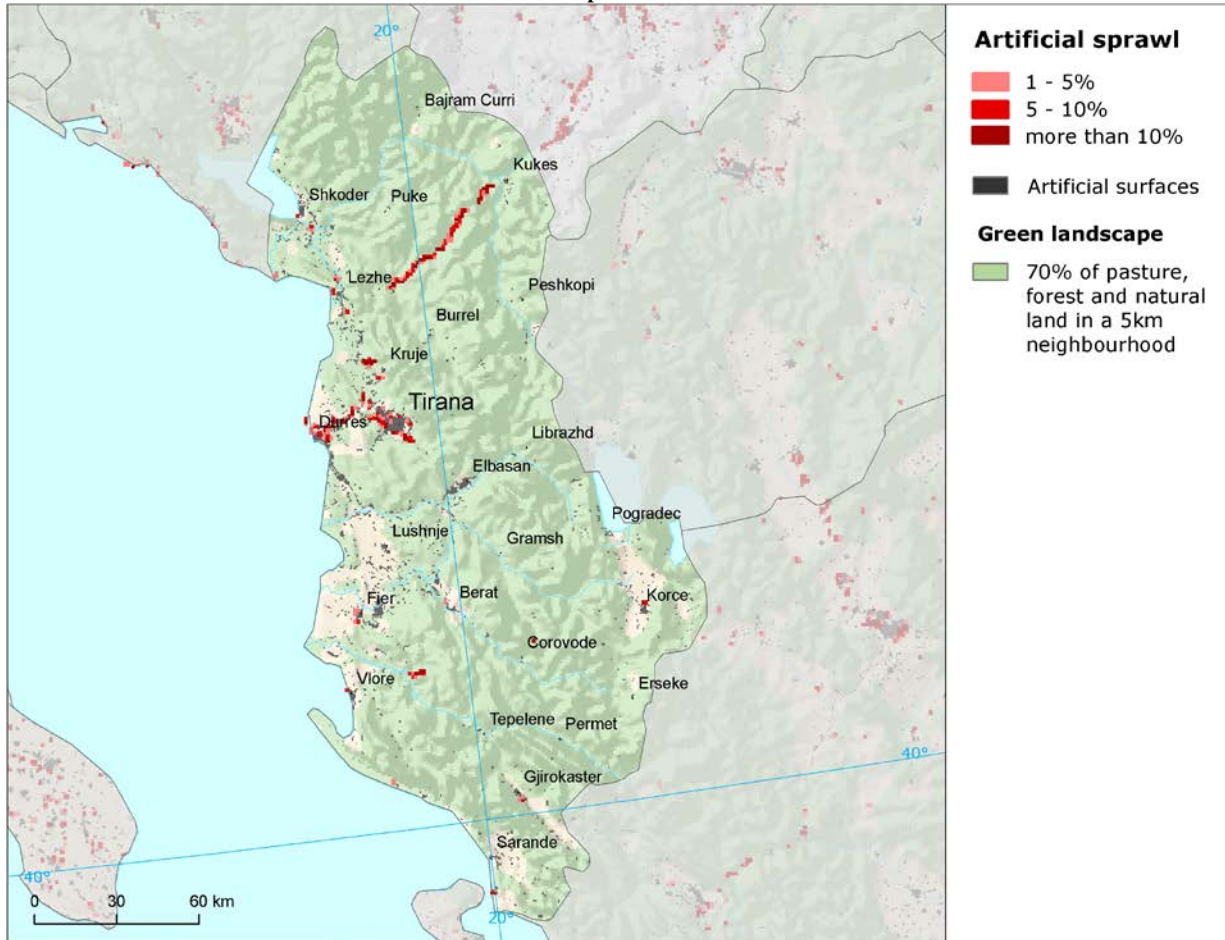 20°
Bajram Curri
Kukes
Shkoder
Puke
Lezhe
Peshkopi
Burrel
Kruje
Tirana
Durres
Librazhd
Elbasan
Pogradec
Lushnje
Gramsh
Berat
Korce
Fier
Corovode
Vlore
Erseke
Tepelene
Permet
40°
Gjirokaster
Sarande
40°
0 30 60 km
20°
Artificial sprawl
1 - 5%
5 - 10%
more than 10%
Artificial surfaces
Green landscape
70% of pasture,
forest and natural
land in a 5km
neighbourhood